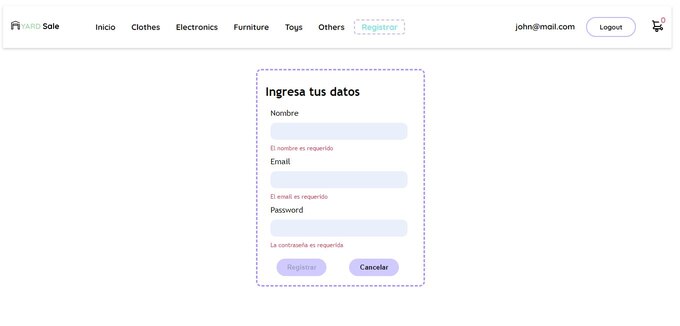 YARD Sale Inicio Clothes Electronics Furniture Toys Others Registrar john@mail.com Logout 0
Ingresa tus datos
Nombre
El nombre es requerido
Email
El email es requerido
Password
La contraseña es requerida
Registrar Cancelar